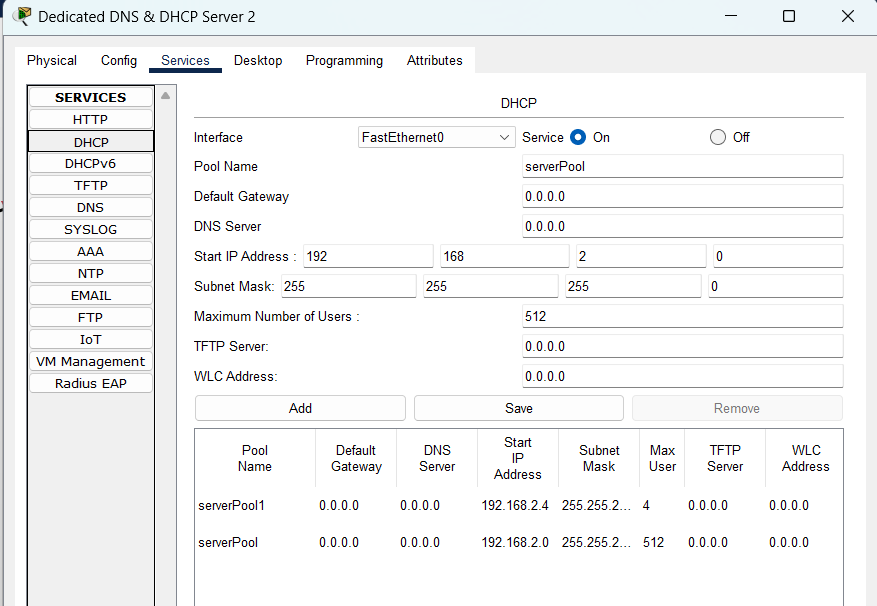 Dedicated DNS & DHCP Server 2
Physical Config Services Desktop Programming Attributes
SERVICES
HTTP
DHCP
DHCPv6
TFTP
DNS
SYSLOG
AAA
NTP
EMAIL
FTP
IoT
VM Management
Radius EAP
DHCP
Interface FastEthernet0 Service On Off
Pool Name serverPool
Default Gateway 0.0.0.0
DNS Server 0.0.0.0
Start IP Address : 192 168 2 0
Subnet Mask: 255 255 255 0
Maximum Number of Users : 512
TFTP Server: 0.0.0.0
WLC Address: 0.0.0.0
Add Save Remove
Pool Name Default Gateway DNS Server Start IP Address Subnet Mask Max User TFTP Server WLC Address
serverPool1 0.0.0.0 0.0.0.0 192.168.2.4 255.255.2... 4 0.0.0.0 0.0.0.0
serverPool 0.0.0.0 0.0.0.0 192.168.2.0 255.255.2... 512 0.0.0.0 0.0.0.0